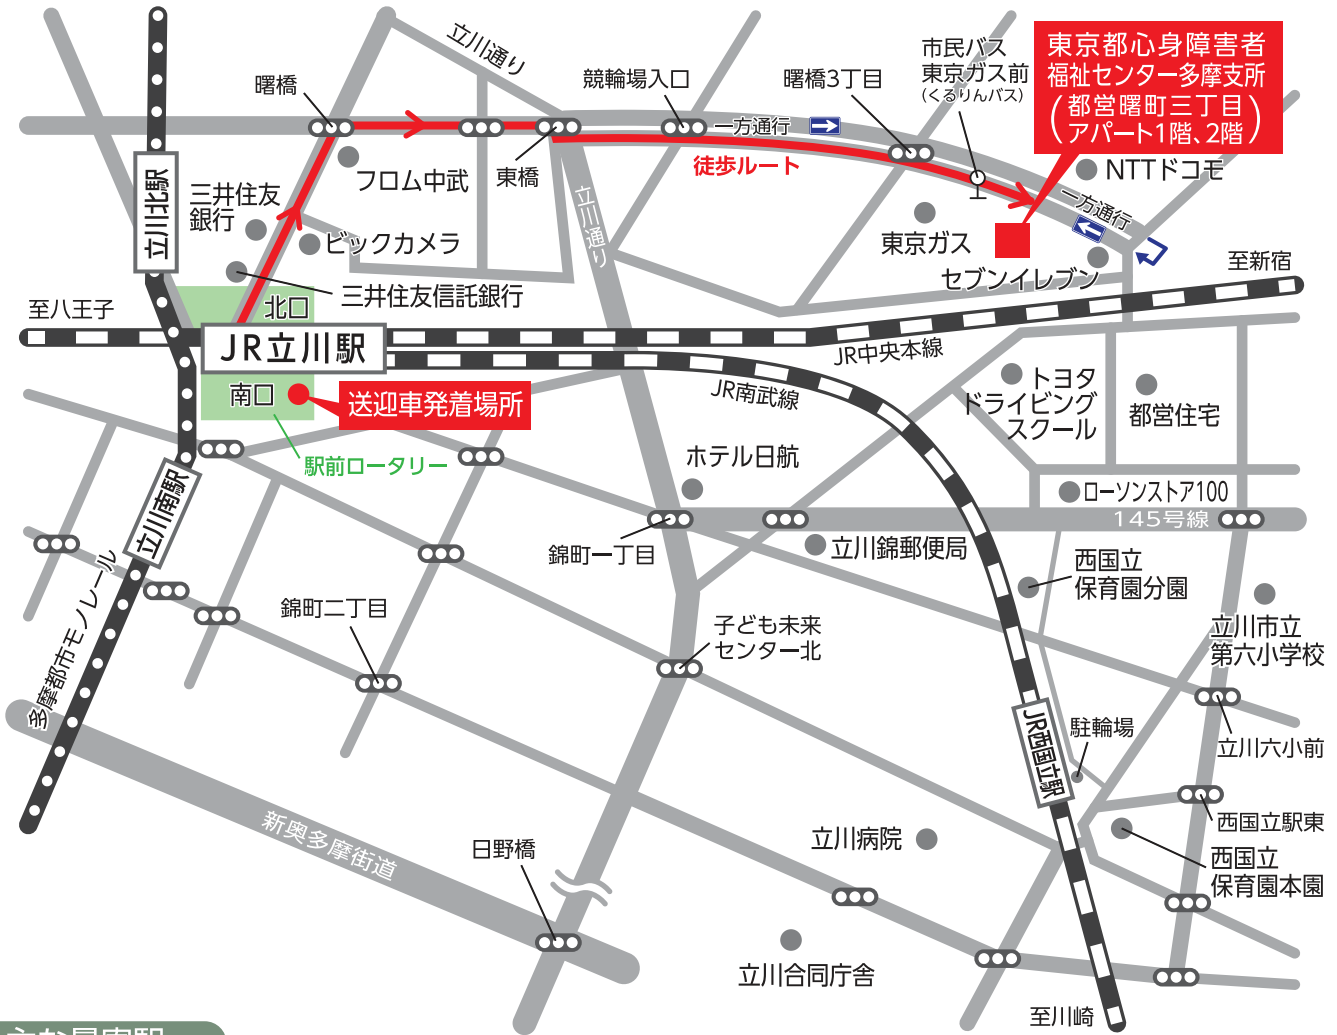 立川通り
曙橋
競輪場入口
曙橋3丁目
市民バス
東京ガス前
(くるりんバス)
東京都心身障害者
福祉センター多摩支所
(都営曙町三丁目
アパート1階、2階)
一方通行
徒歩ルート
フロム中武
東橋
立川通り
NTTドコモ
一方通行
立川北駅
三井住友
銀行
ビックカメラ
東京ガス
セブンイレブン
至新宿
三井住友信託銀行
至八王子
北口
JR立川駅
JR中央本線
南口
送迎車発着場所
JR南武線
トヨタ
ドライビング
スクール
都営住宅
駅前ロータリー
ホテル日航
ローソンストア100
145号線
立川南駅
錦町一丁目
立川錦郵便局
西国立
保育園分園
錦町二丁目
多摩都市モノレール
子ども未来
センター北
立川市立
第六小学校
JR西国立駅
駐輪場
立川六小前
新奥多摩街道
日野橋
立川病院
西国立駅東
西国立
保育園本園
立川合同庁舎
至川崎